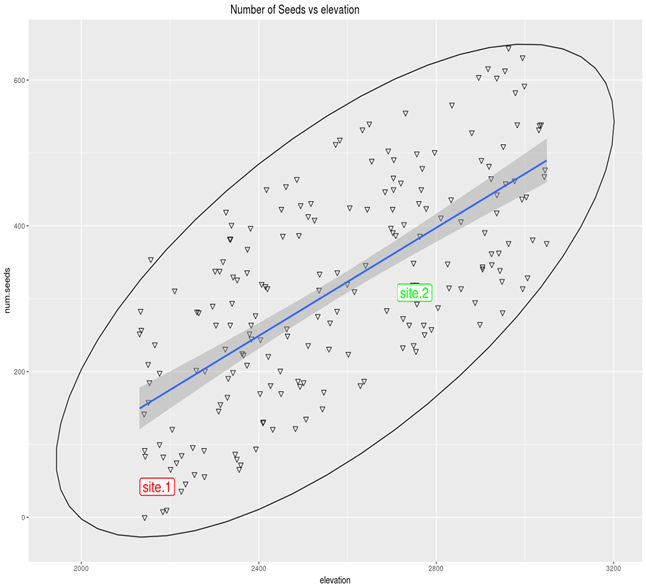 Number of Seeds vs elevation
600
400
200
0
num.seeds
site.2
site.1
2000 2400 2800 3200
elevation